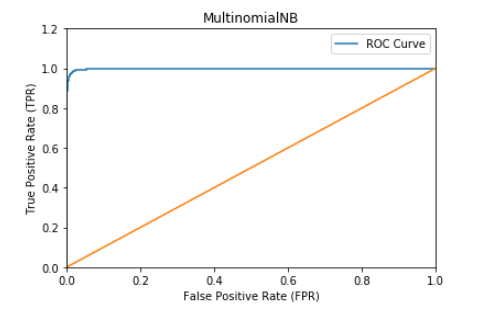 MultinomialNB
1.2
ROC Curve
1.0
0.8
0.6
0.4
0.2
0.0
True Positive Rate (TPR)
0.0 0.2 0.4 0.6 0.8 1.0
False Positive Rate (FPR)